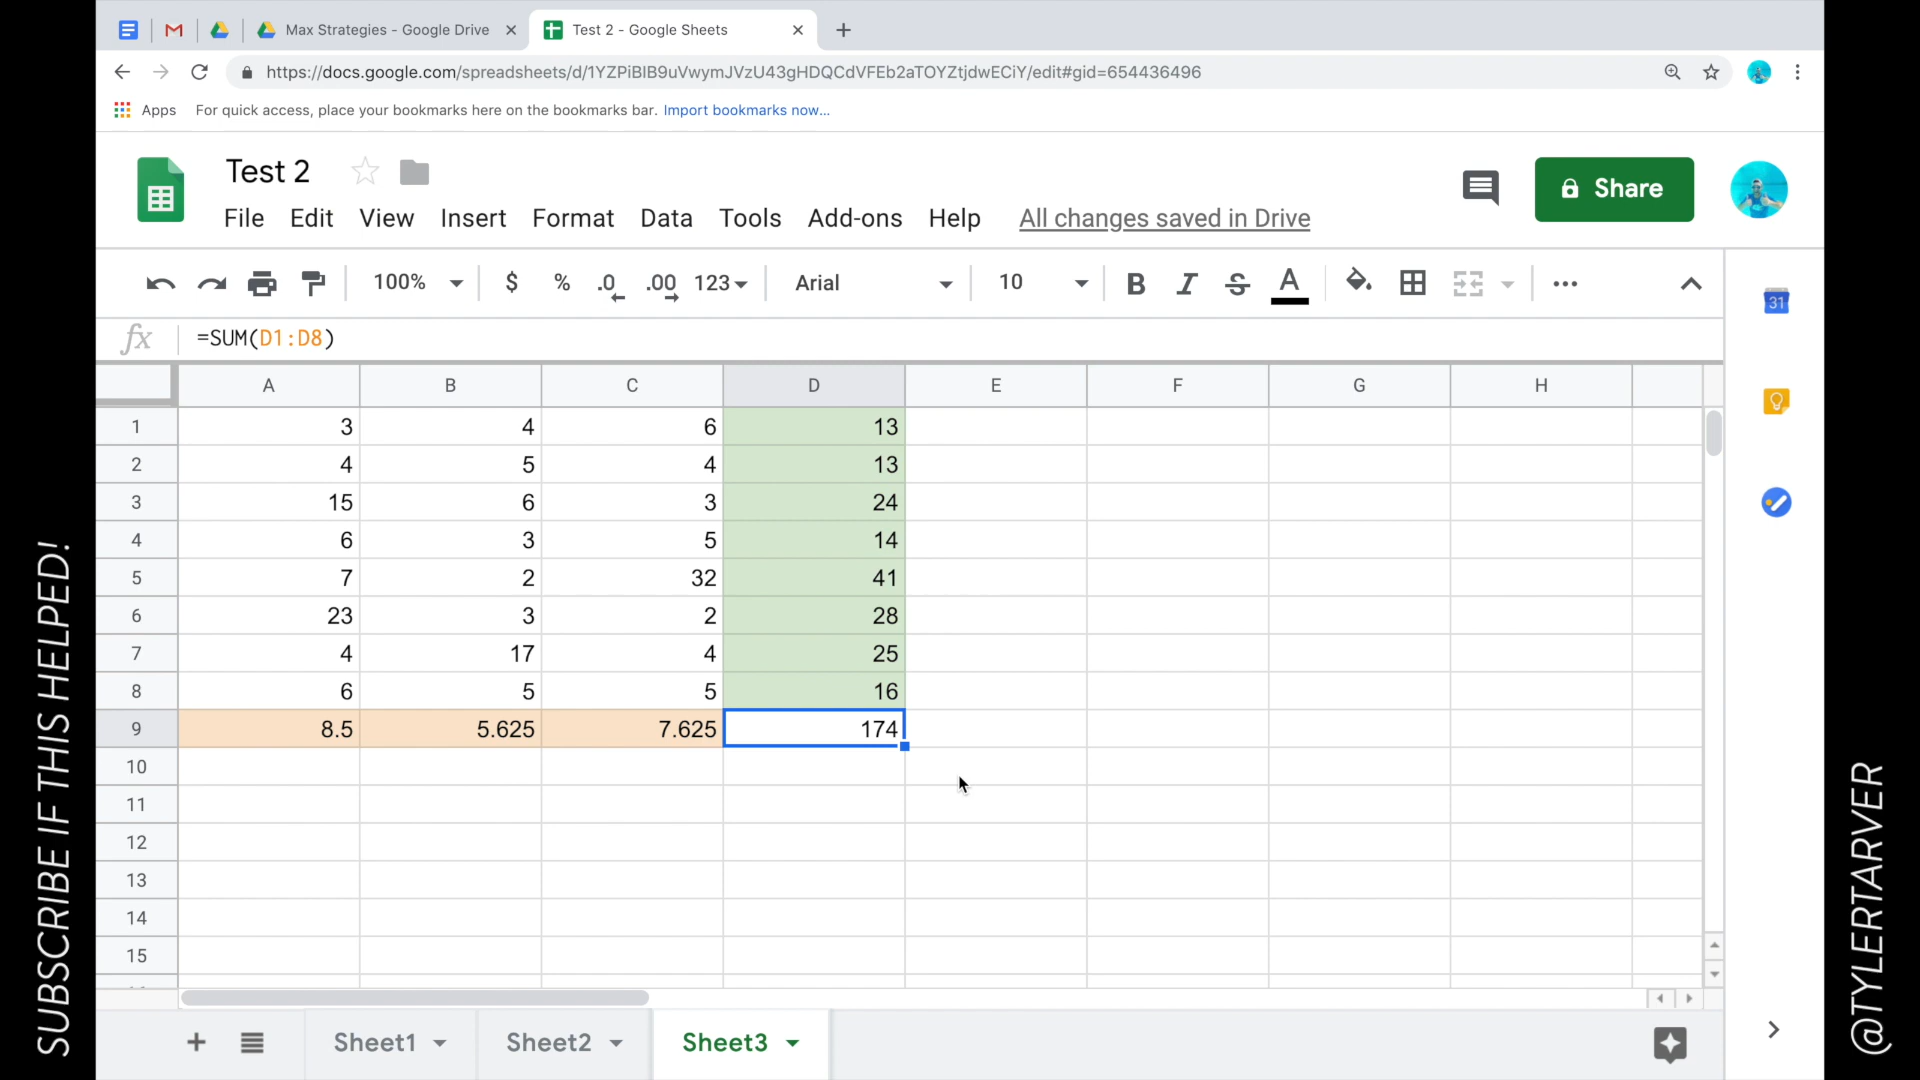 Max Strategies - Google Drive
Test 2 - Google Sheets
https://docs.google.com/spreadsheets/d/1YZPiBIB9uVwymJVzU43gHDQCdVFEb2aTOYZtjdwECiY/edit#gid=654436496
Apps For quick access, place your bookmarks here on the bookmarks bar. Import bookmarks now...
Test 2
Share
File Edit View Insert Format Data Tools Add-ons Help All changes saved in Drive
100% $ % .0 .00 123 Arial 10 B I S A
31
fx =SUM(D1:D8)
A B C D E F G H
1 3 4 6 13
2 4 5 4 13
3 15 6 3 24
4 6 3 5 14
5 7 2 32 41
6 23 3 2 28
7 4 17 4 25
8 6 5 5 16
9 8.5 5.625 7.625 174
10
11
12
13
14
15
Sheet1 Sheet2 Sheet3
SUBSCRIBE IF THIS HELPED!
@TYLERTARVER